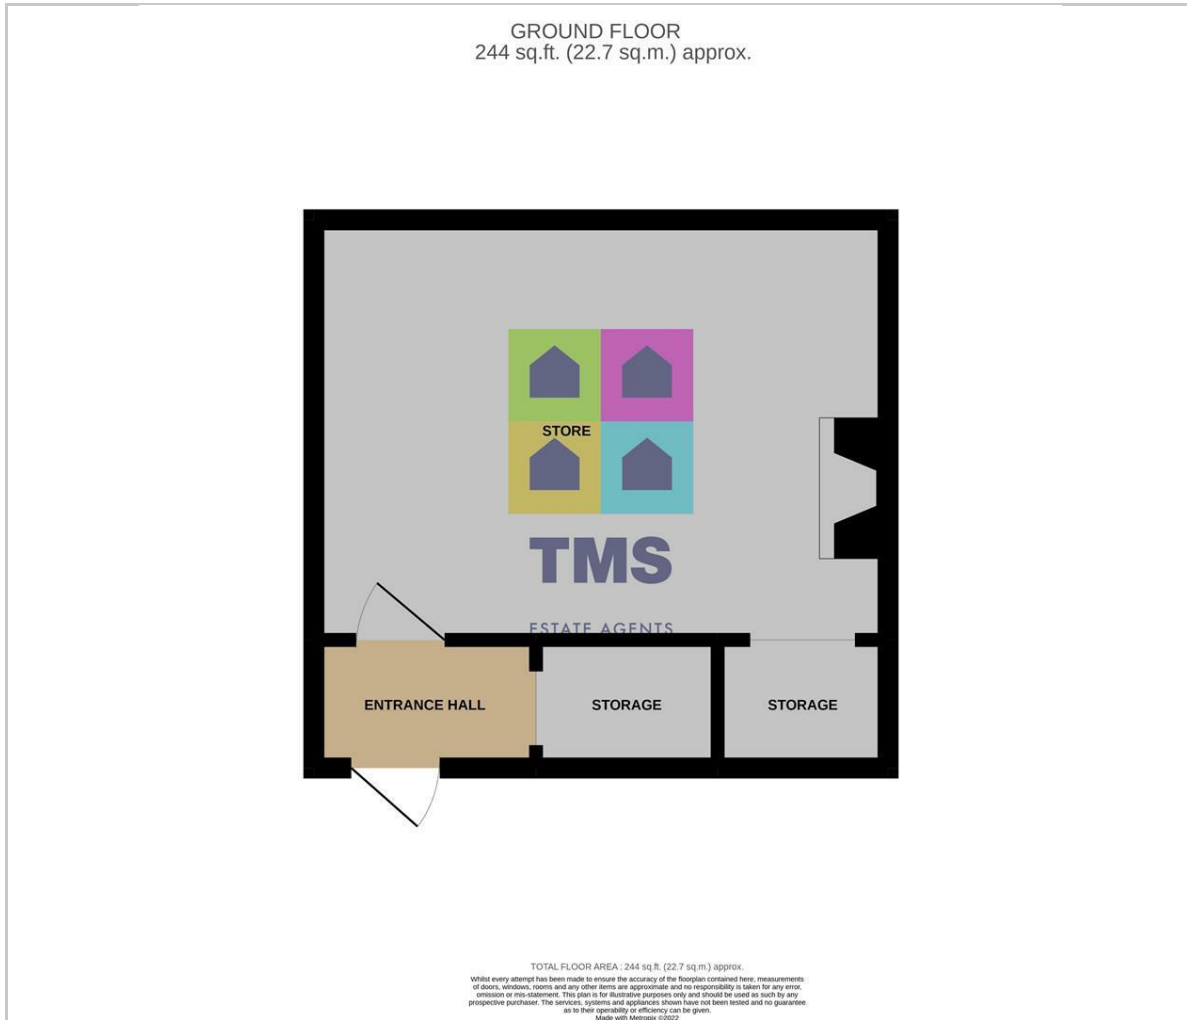 GROUND FLOOR
244 sq.ft. (22.7 sq.m.) approx.
STORE
TMS
ESTATE AGENTS
ENTRANCE HALL
STORAGE
STORAGE
TOTAL FLOOR AREA : 244 sq.ft. (22.7 sq.m.) approx.
Whilst every attempt has been made to ensure the accuracy of the floorplan contained here, measurements
of doors, windows, rooms and any other items are approximate and no responsibility is taken for any error,
omission or mis-statement. This plan is for illustrative purposes only and should be used as such by any
prospective purchaser. The services, systems and appliances shown have not been tested and no guarantee
as to their operability or efficiency can be given.
Made with Metropix ©2022